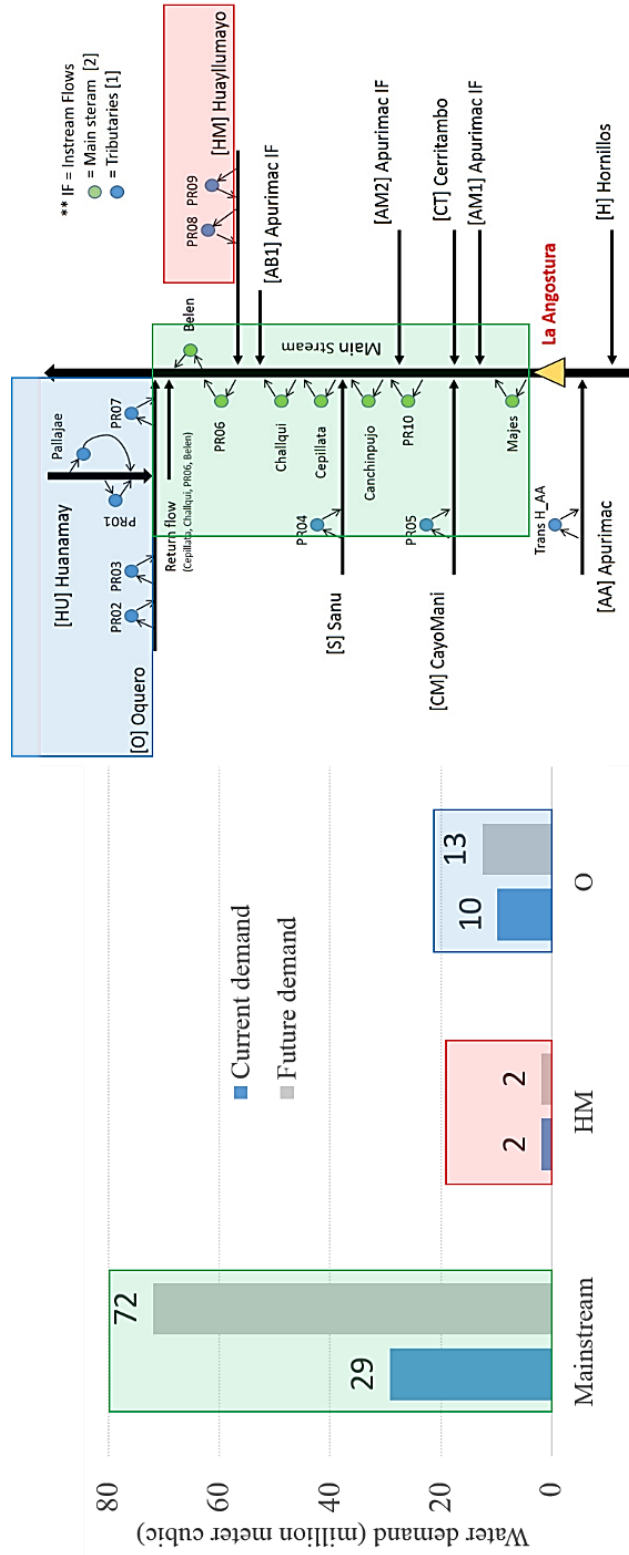 Water demand (million meter cubic)
80
60
40
20
0
72
29
2
2
10
13
Mainstream
HM
O
Current demand
Future demand
** IF = Instream Flows
= Main steram [2]
= Tributaries [1]
[HU] Huanamay
Pallajae
PR01
PR07
PR02
PR03
[O] Oquero
Return flow
(Cepillata, Challqui, PR06, Belen)
Belen
PR08
PR09
[HM] Huayllumayo
[AB1] Apurimac IF
Main Stream
PR06
Challqui
Cepillata
PR04
[S] Sanu
Canchinpujo
[AM2] Apurimac IF
PR10
PR05
[CT] Cerritambo
[CM] CayoMani
[AM1] Apurimac IF
Majes
La Angostura
Trans H_AA
[AA] Apurimac
[H] Hornillos